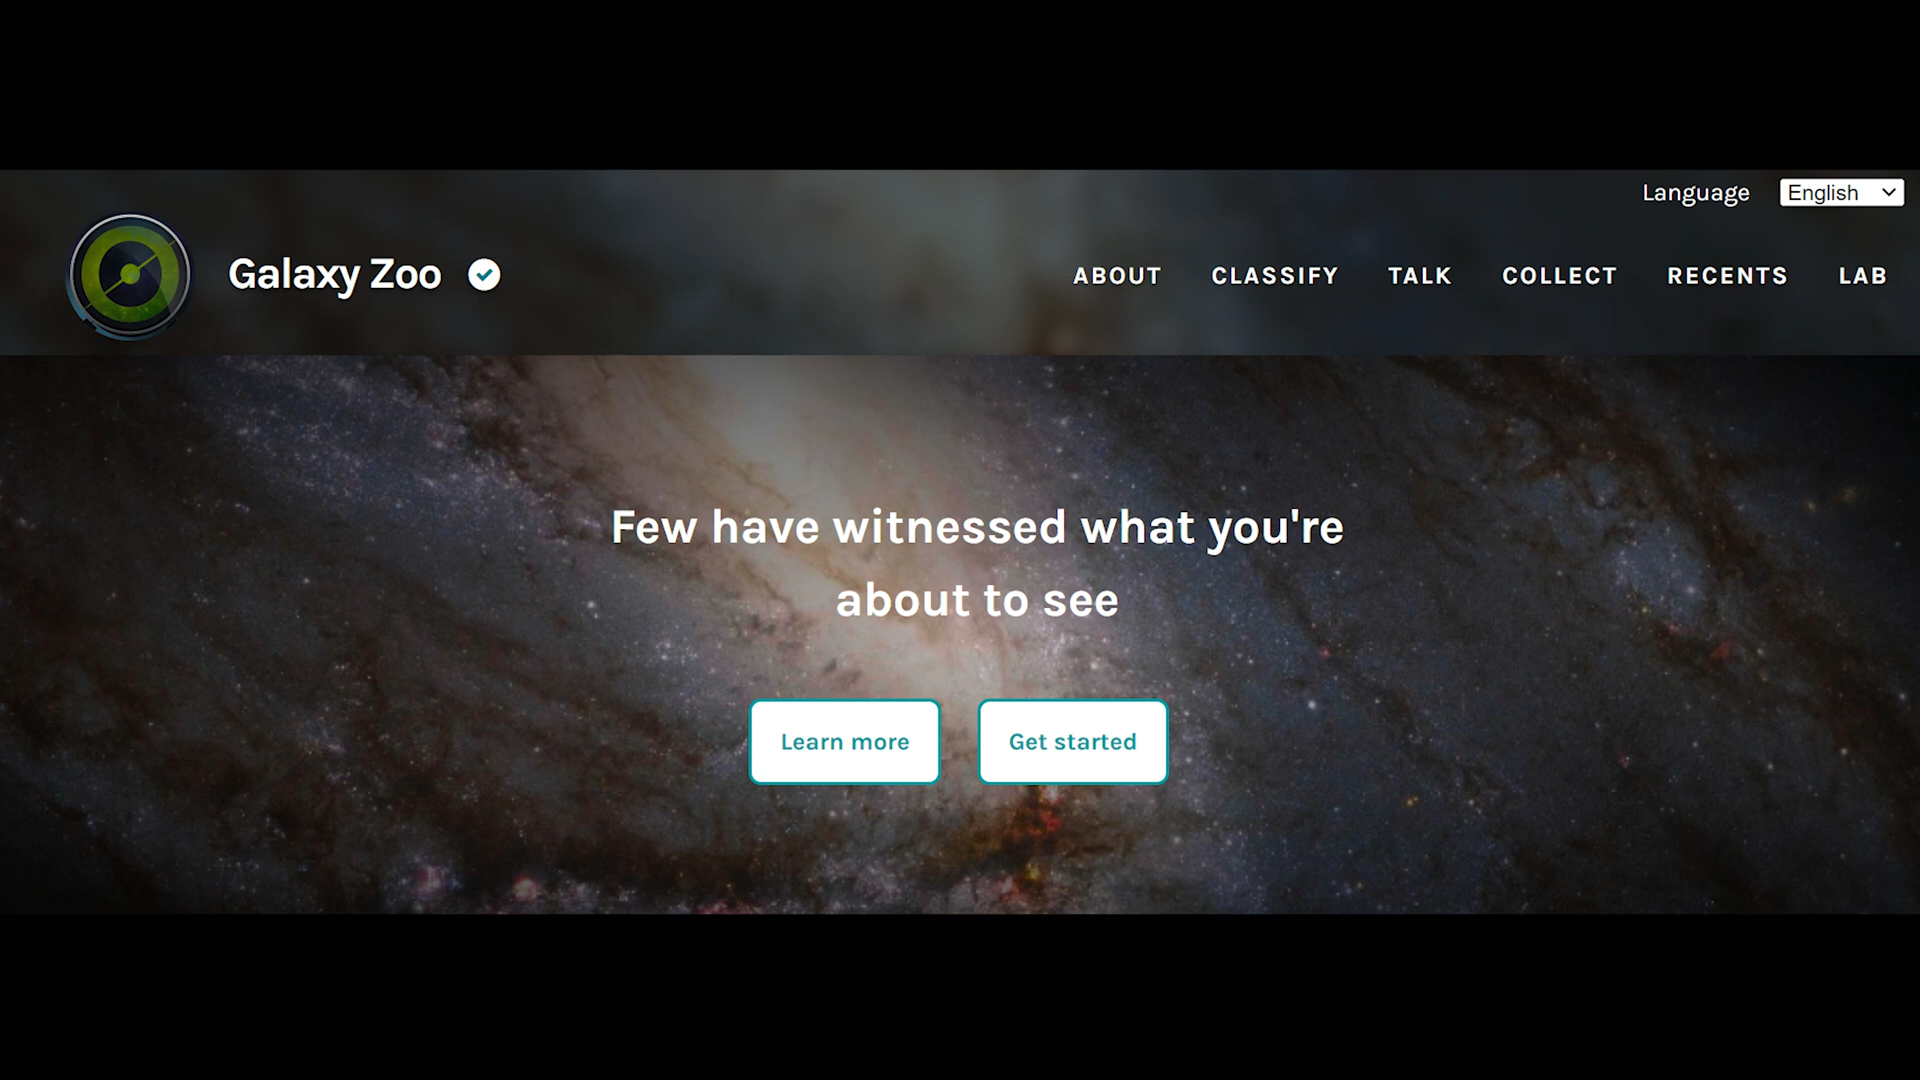 Language English
Galaxy Zoo ABOUT CLASSIFY TALK COLLECT RECENTS LAB
Few have witnessed what you're
about to see
Learn more Get started